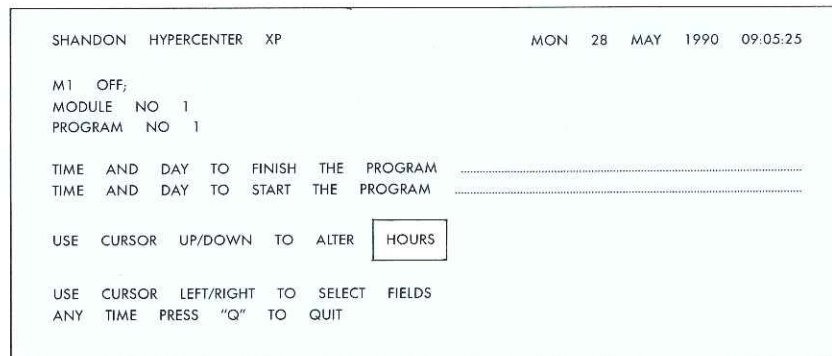 SHANDON HYPERCENTER XP MON 28 MAY 1990 09:05:25
M1 OFF;
MODULE NO 1
PROGRAM NO 1
TIME AND DAY TO FINISH THE PROGRAM ........................
TIME AND DAY TO START THE PROGRAM ........................
USE CURSOR UP/DOWN TO ALTER HOURS
USE CURSOR LEFT/RIGHT TO SELECT FIELDS
ANY TIME PRESS "Q" TO QUIT